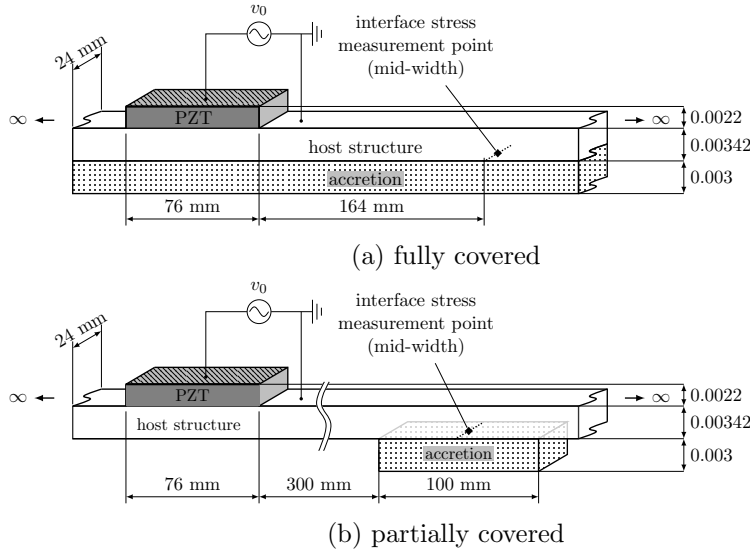 v0
interface stress
measurement point
(mid-width)
24 mm
PZT
∞
∞
0.0022
host structure
0.00342
accretion
0.003
76 mm
164 mm
(a) fully covered
v0
interface stress
measurement point
(mid-width)
24 mm
PZT
∞
∞
0.0022
host structure
0.00342
accretion
0.003
76 mm
300 mm
100 mm
(b) partially covered